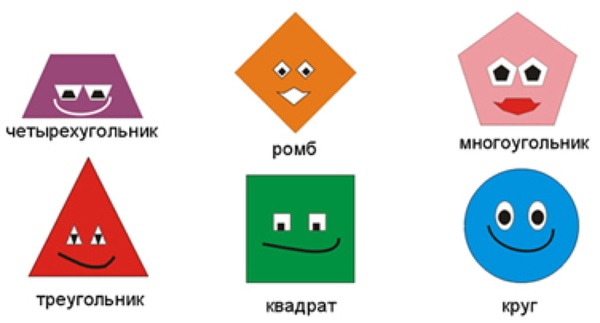 четырехугольник
ромб
многоугольник
треугольник
квадрат
круг